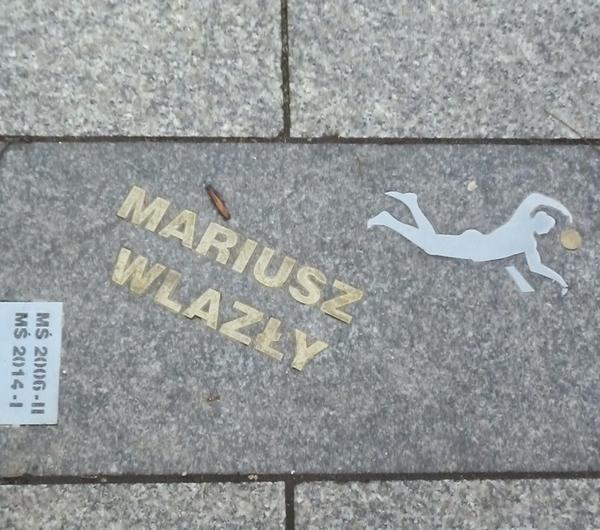 MARIUSZ
WLAZŁY
MŚ 2006-II
MŚ 2014-I